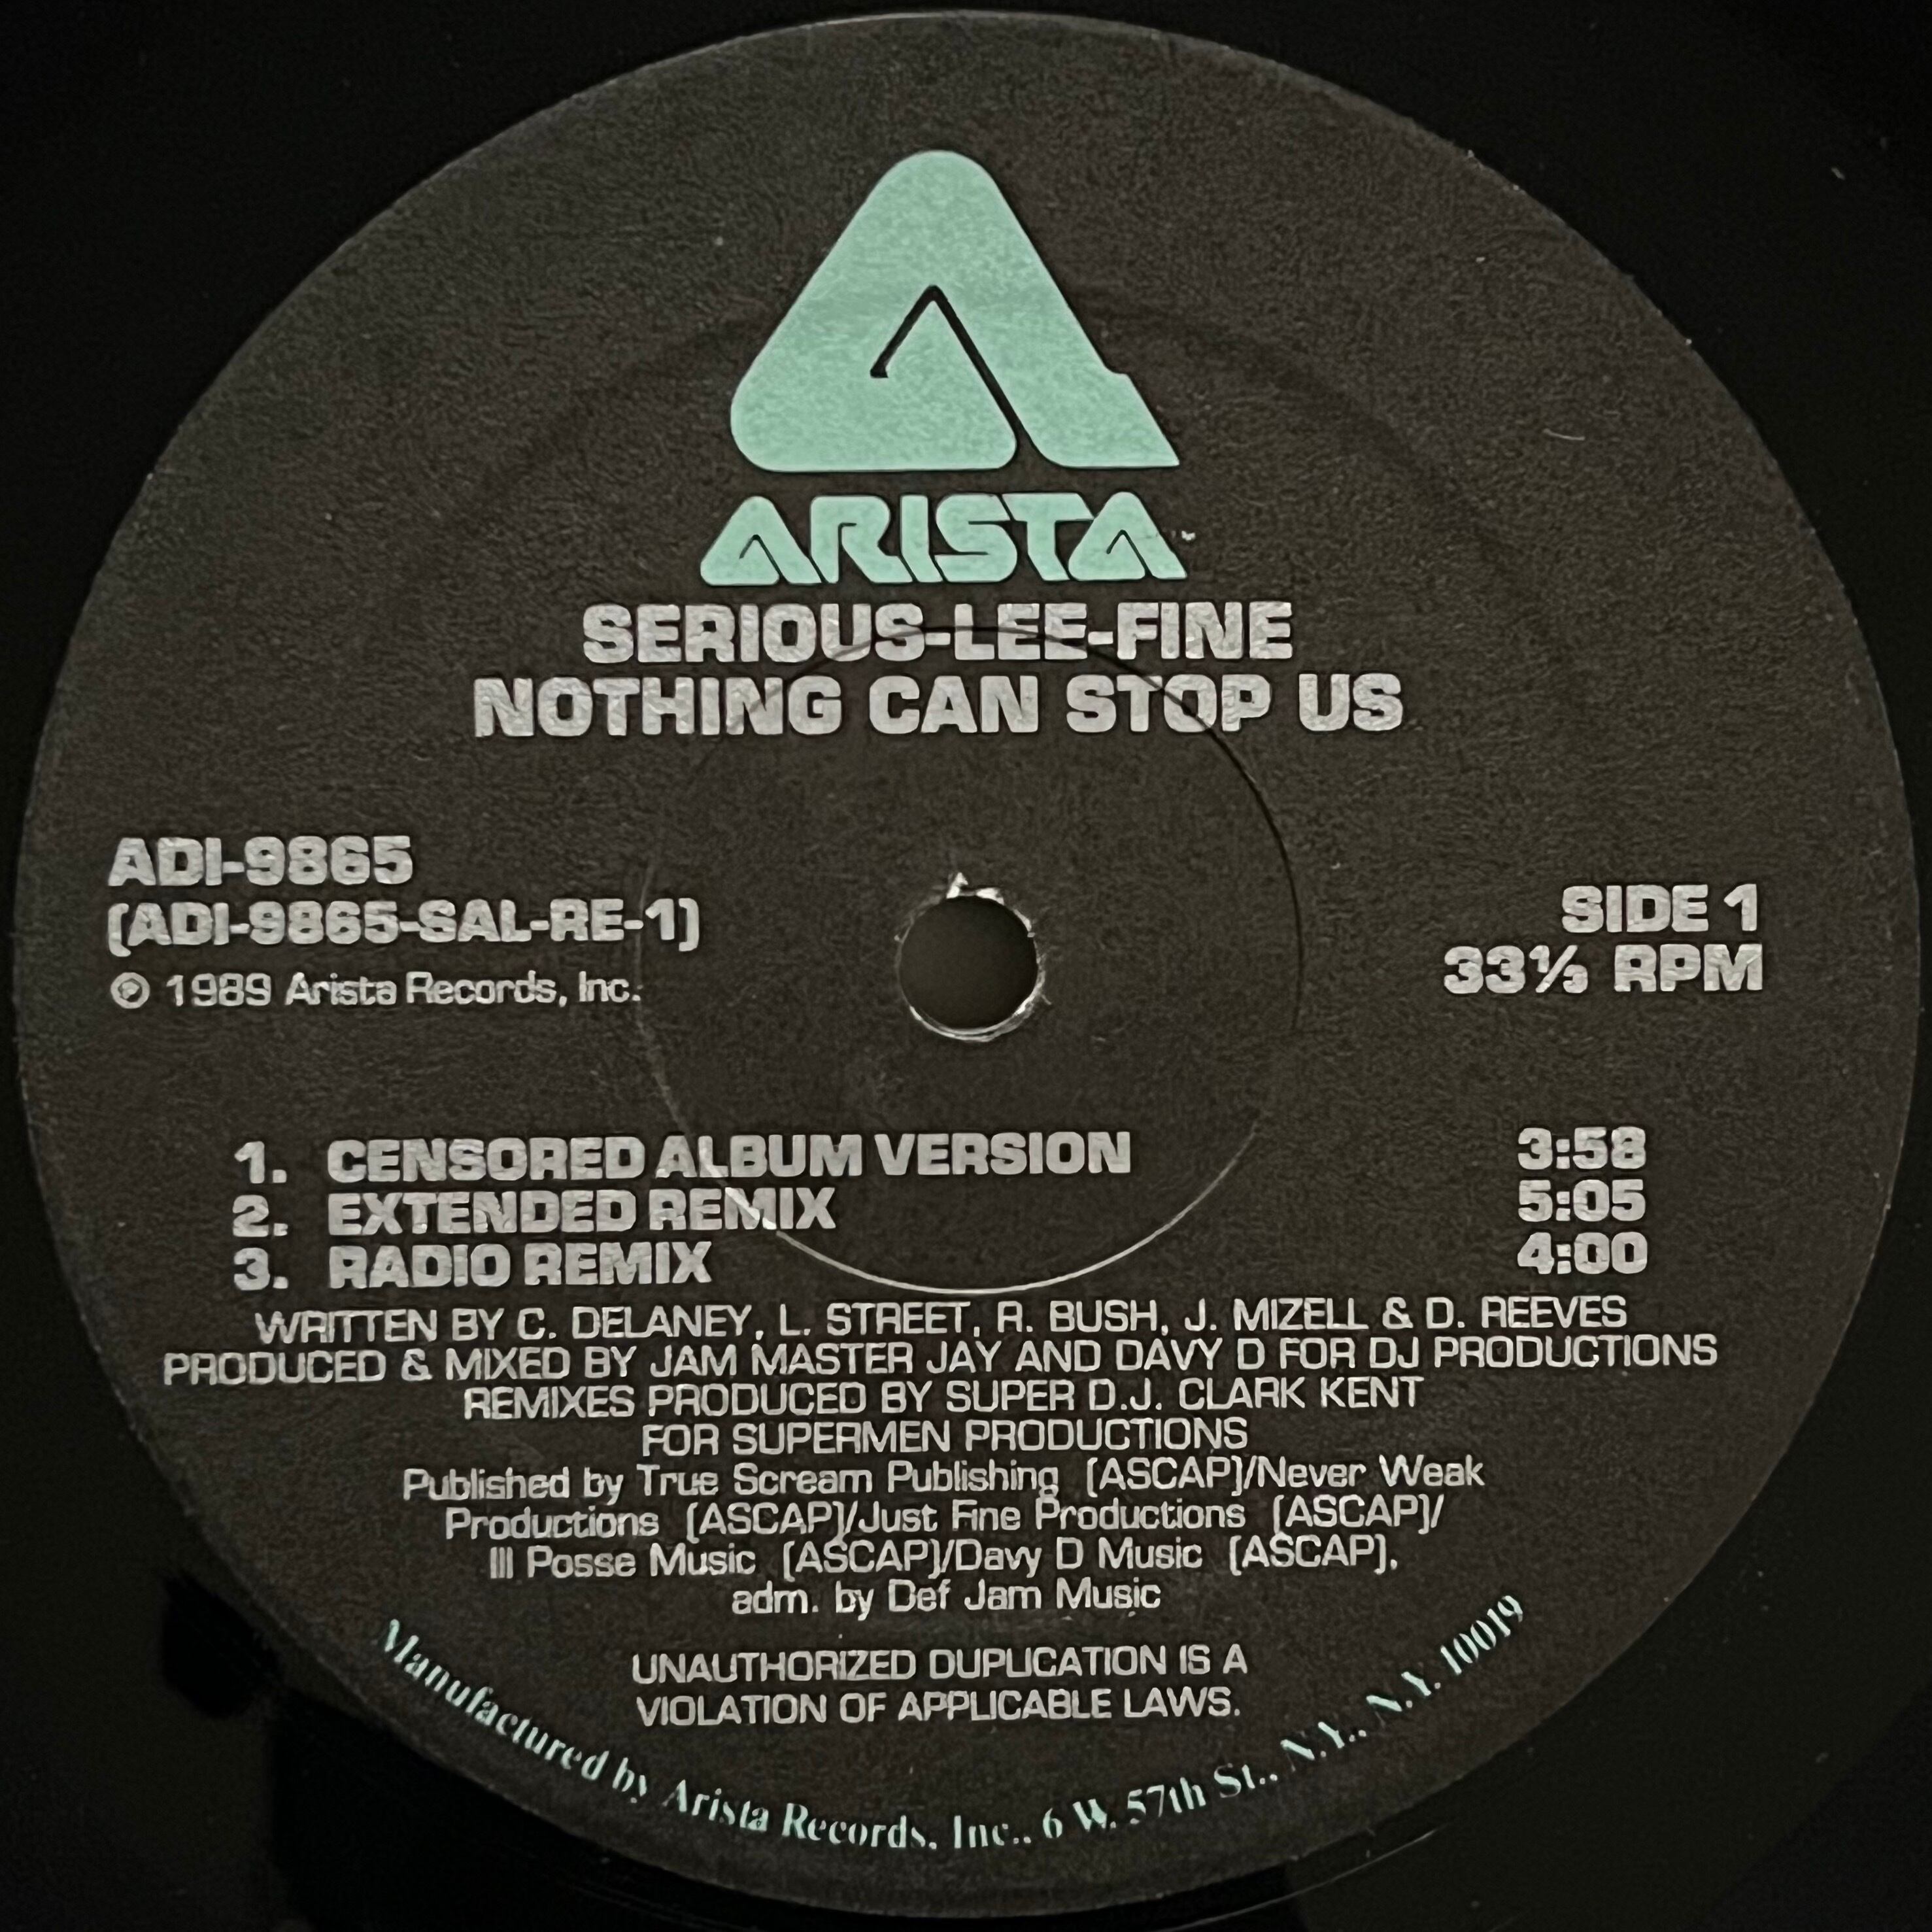 ARISTA™
SERIOUS-LEE-FINE
NOTHING CAN STOP US
ADI-9865
(ADI-9865-SAL-RE-1)
℗ 1989 Arista Records, Inc.
SIDE 1
33⅓ RPM
1. CENSORED ALBUM VERSION 3:58
2. EXTENDED REMIX 5:05
3. RADIO REMIX 4:00
WRITTEN BY C. DELANEY, L. STREET, R. BUSH, J. MIZELL & D. REEVES
PRODUCED & MIXED BY JAM MASTER JAY AND DAVY D FOR DJ PRODUCTIONS
REMIXES PRODUCED BY SUPER D.J. CLARK KENT
FOR SUPERMEN PRODUCTIONS
Published by True Scream Publishing (ASCAP)/Never Weak
Productions (ASCAP)/Just Fine Productions (ASCAP)/
Ill Posse Music (ASCAP)/Davy D Music (ASCAP),
adm. by Def Jam Music
UNAUTHORIZED DUPLICATION IS A
VIOLATION OF APPLICABLE LAWS.
Manufactured by Arista Records, Inc., 6 W. 57th St., N.Y., N.Y. 10019